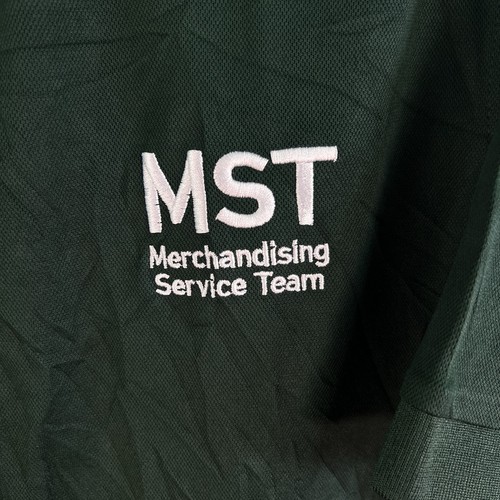 MST
Merchandising
Service Team